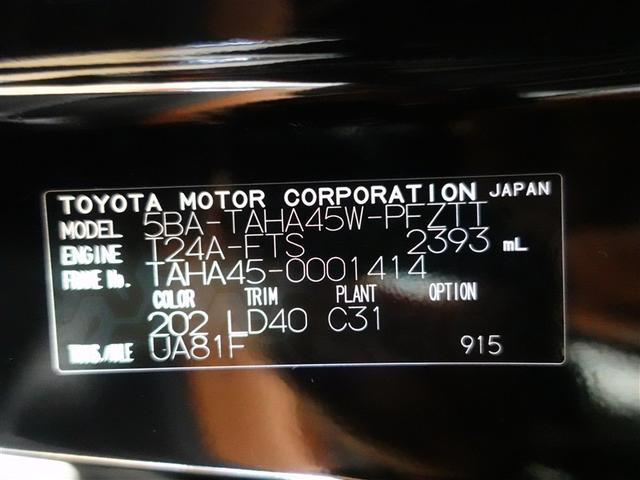 TOYOTA MOTOR CORPORATION JAPAN
MODEL 5BA-TAHA45W-PFZTT
ENGINE T24A-FTS 2393 mL
FRAME No. TAHA45-0001414
COLOR TRIM PLANT OPTION
202 LD40 C31
TRANS./AXLE UA81F 915